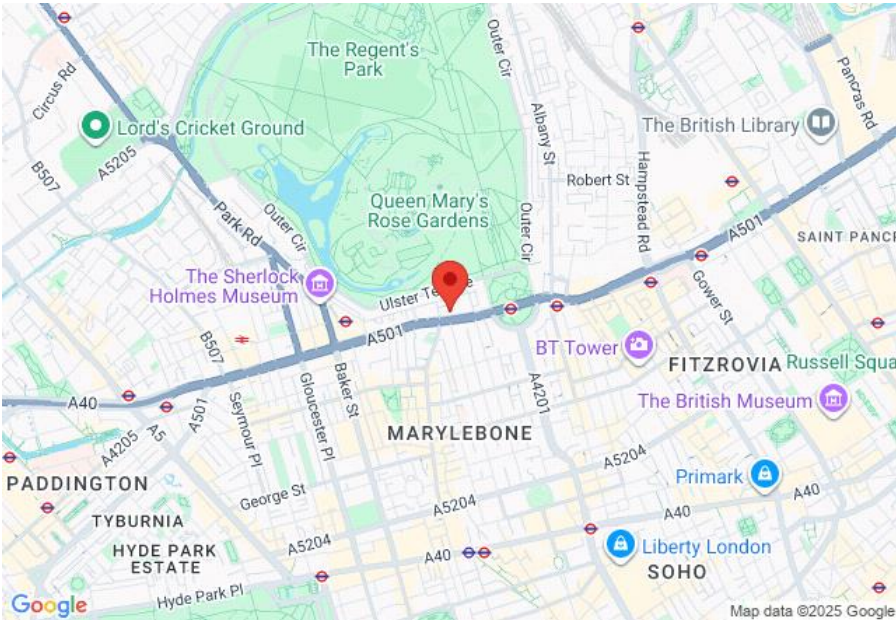 The Regent's
Park
Outer Cir
Circus Rd
Pancras Rd
Lord's Cricket Ground
The British Library
Albany St
B507
A5205
Hampstead Rd
Robert St
Queen Mary's
Rose Gardens
Park Rd
Outer Cir
Outer Cir
A501
SAINT PANCR
The Sherlock
Holmes Museum
Ulster Te
e
Gower St
A501
B507
BT Tower
FITZROVIA
Russell Squa
A40
A501
Seymour Pl
Gloucester Pl
Baker St
A4201
The British Museum
A5
A4205
MARYLEBONE
PADDINGTON
George St
A5204
A5204
Primark
A40
TYBURNIA
A40
HYDE PARK
ESTATE
A5204
A40
Liberty London
SOHO
Hyde Park Pl
Google
Map data ©2025 Google